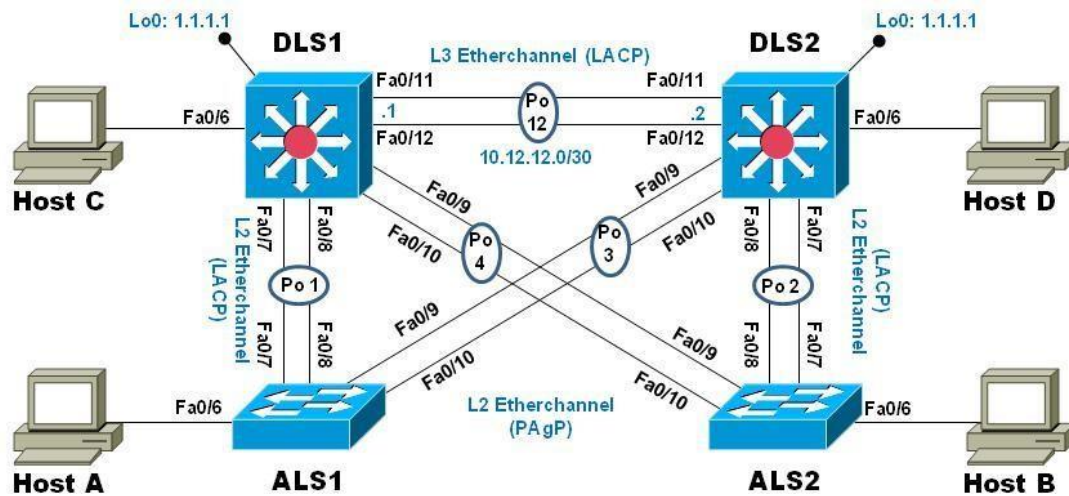 Lo0: 1.1.1.1
DLS1
L3 Etherchannel (LACP)
DLS2
Lo0: 1.1.1.1
Fa0/11
Fa0/11
Fa0/6
.1
Po
12
.2
Fa0/6
Fa0/12
Fa0/12
10.12.12.0/30
Host C
Host D
Fa0/9
Fa0/9
Fa0/7
Fa0/8
Fa0/10
Po
4
Po
3
Fa0/10
Fa0/8
Fa0/7
L2 Etherchannel
(LACP)
Po 1
Po 2
L2 Etherchannel
(LACP)
Fa0/7
Fa0/8
Fa0/9
Fa0/10
Fa0/9
Fa0/10
Fa0/8
Fa0/7
Fa0/6
L2 Etherchannel
(PAgP)
Fa0/6
Host A
ALS1
ALS2
Host B